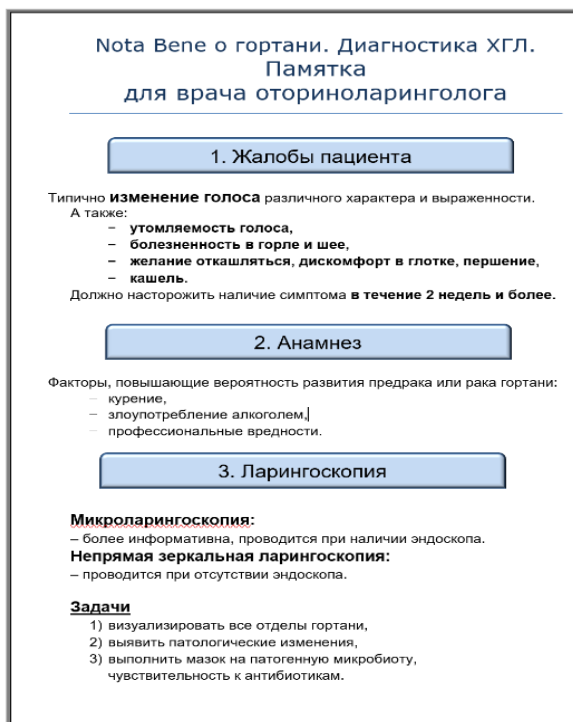 Nota Bene о гортани. Диагностика ХГЛ.
Памятка
для врача оториноларинголога
1. Жалобы пациента
Типично изменение голоса различного характера и выраженности.
А также:
– утомляемость голоса,
– болезненность в горле и шее,
– желание откашляться, дискомфорт в глотке, першение,
– кашель.
Должно насторожить наличие симптома в течение 2 недель и более.
2. Анамнез
Факторы, повышающие вероятность развития предрака или рака гортани:
– курение,
– злоупотребление алкоголем,
– профессиональные вредности.
3. Ларингоскопия
Микроларингоскопия:
– более информативна, проводится при наличии эндоскопа.
Непрямая зеркальная ларингоскопия:
– проводится при отсутствии эндоскопа.
Задачи
1) визуализировать все отделы гортани,
2) выявить патологические изменения,
3) выполнить мазок на патогенную микробиоту,
чувствительность к антибиотикам.